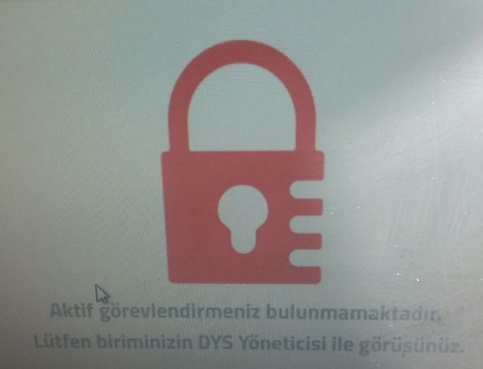 Aktif görevlendirmeniz bulunmamaktadır.
Lütfen biriminizin DYS Yöneticisi ile görüşünüz.